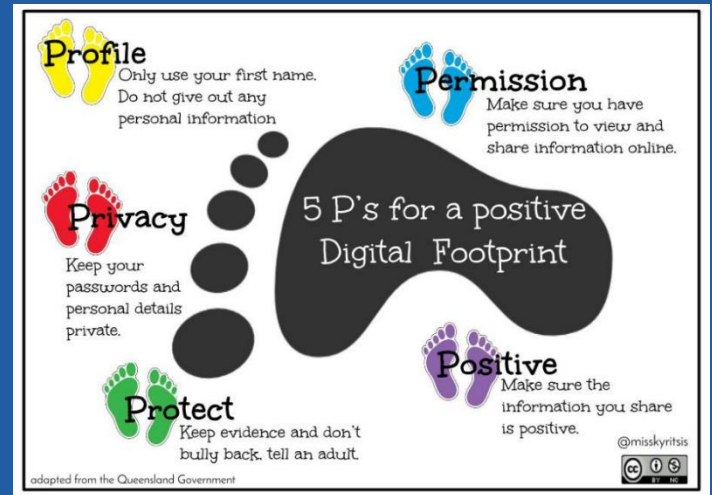 Profile
Only use your first name.
Do not give out any
personal information
Permission
Make sure you have
permission to view and
share information online.
5 P's for a positive
Digital Footprint
Privacy
Keep your
passwords and
personal details
private.
Positive
Make sure the
information you share
is positive.
Protect
Keep evidence and don't
bully back, tell an adult.
@misskyritsis
cc
BY NC
adapted from the Queensland Government